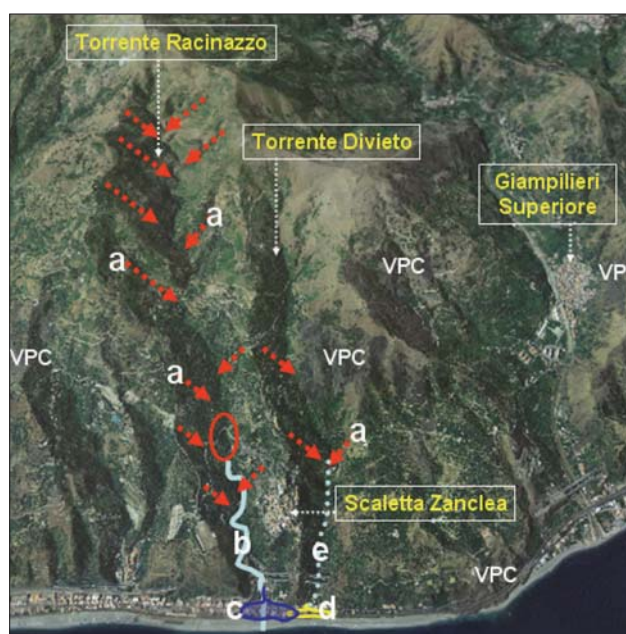 Torrente Racinazzo
Torrente Divieto
Giampilieri
Superiore
a
VPC
VP
a
VPC
VPC
a
a
Scaletta Zanclea
b
e
VPC
c
d